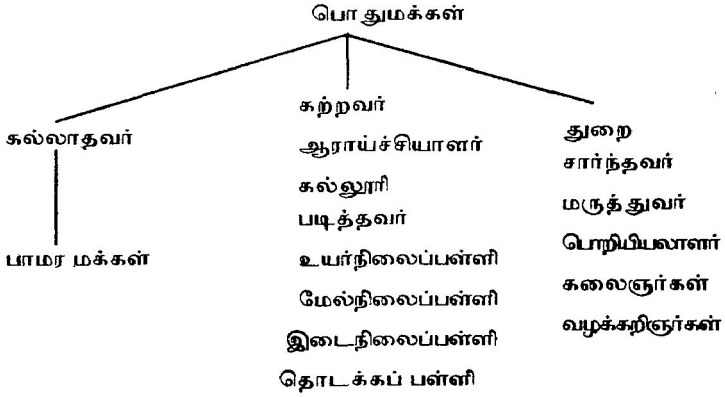 பொதுமக்கள்
கல்லாதவர்
பாமர மக்கள்
கற்றவர்
ஆராய்ச்சியாளர்
கல்லூரி
படித்தவர்
உயர்நிலைப்பள்ளி
மேல்நிலைப்பள்ளி
இடைநிலைப்பள்ளி
தொடக்கப் பள்ளி
துறை
சார்ந்தவர்
மருத்துவர்
பொறியியலாளர்
கலைஞர்கள்
வழக்கறிஞர்கள்